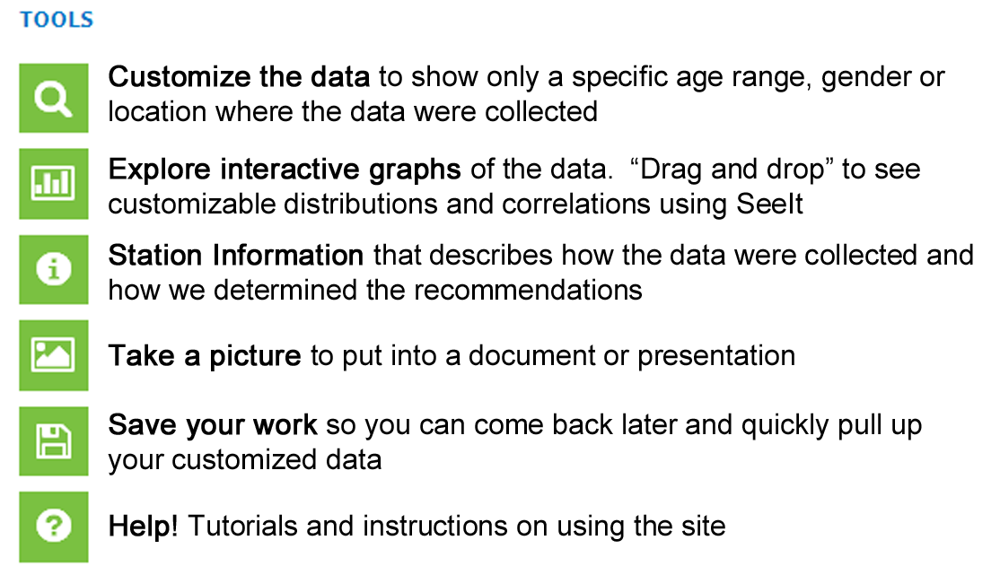 TOOLS
Customize the data to show only a specific age range, gender or
location where the data were collected
Explore interactive graphs of the data.  “Drag and drop” to see
customizable distributions and correlations using SeeIt
Station Information that describes how the data were collected and
how we determined the recommendations
Take a picture to put into a document or presentation
Save your work so you can come back later and quickly pull up
your customized data
Help! Tutorials and instructions on using the site